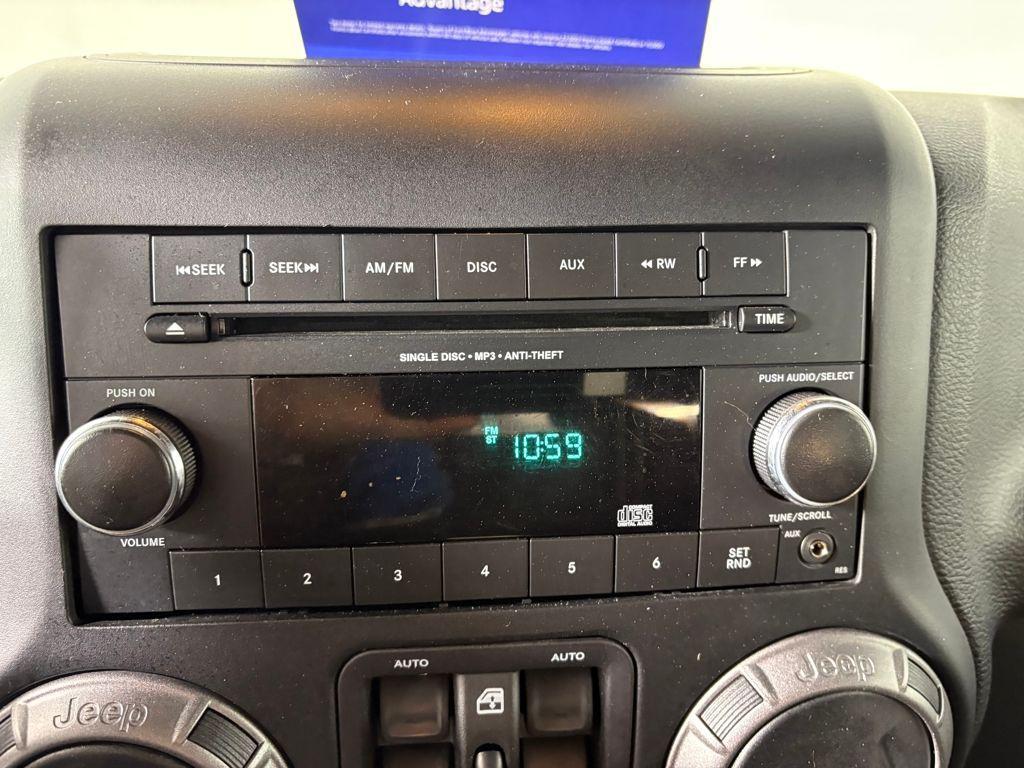 Advantage
⏮SEEK
SEEK⏭
AM/FM
DISC
AUX
◀◀ RW
FF ▶▶
TIME
SINGLE DISC • MP3 • ANTI-THEFT
PUSH ON
PUSH AUDIO/SELECT
FM
ST
10:59
COMPACT
disc
DIGITAL AUDIO
VOLUME
TUNE/SCROLL
AUX
RES
1
2
3
4
5
6
SET
RND
AUTO
AUTO
Jeep
Jeep